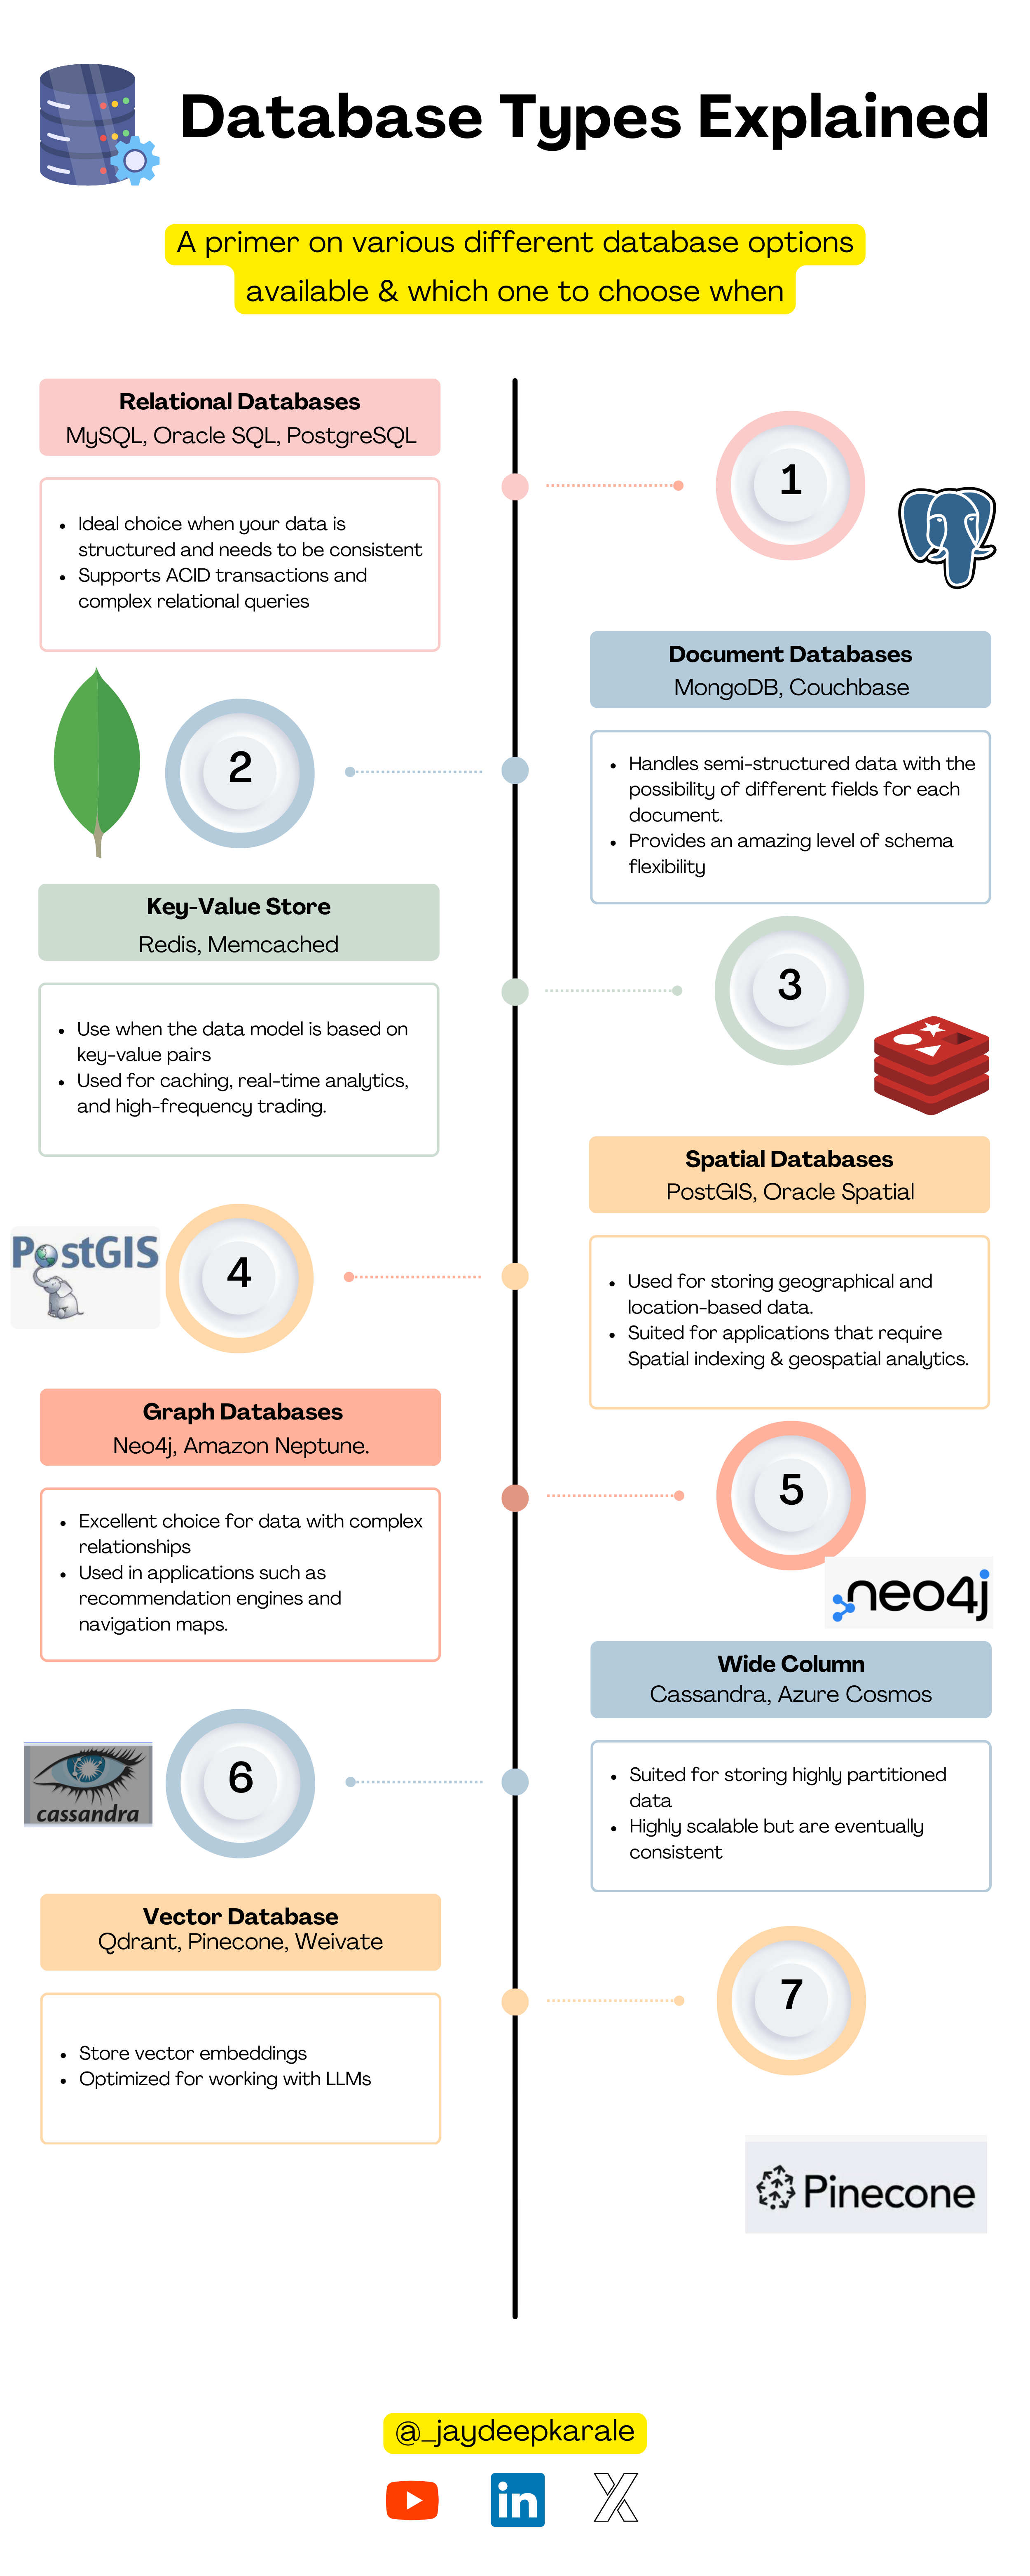 Database Types Explained
A primer on various different database options
available & which one to choose when
Relational Databases
MySQL, Oracle SQL, PostgreSQL
• Ideal choice when your data is
structured and needs to be consistent
• Supports ACID transactions and
complex relational queries
1
Document Databases
MongoDB, Couchbase
• Handles semi-structured data with the
possibility of different fields for each
document.
• Provides an amazing level of schema
flexibility
2
Key-Value Store
Redis, Memcached
• Use when the data model is based on
key-value pairs
• Used for caching, real-time analytics,
and high-frequency trading.
3
Spatial Databases
PostGIS, Oracle Spatial
• Used for storing geographical and
location-based data.
• Suited for applications that require
Spatial indexing & geospatial analytics.
PostGIS
4
Graph Databases
Neo4j, Amazon Neptune.
• Excellent choice for data with complex
relationships
• Used in applications such as
recommendation engines and
navigation maps.
5
neo4j
Wide Column
Cassandra, Azure Cosmos
• Suited for storing highly partitioned
data
• Highly scalable but are eventually
consistent
cassandra
6
Vector Database
Qdrant, Pinecone, Weivate
• Store vector embeddings
• Optimized for working with LLMs
7
Pinecone
@_jaydeepkarale
in
X